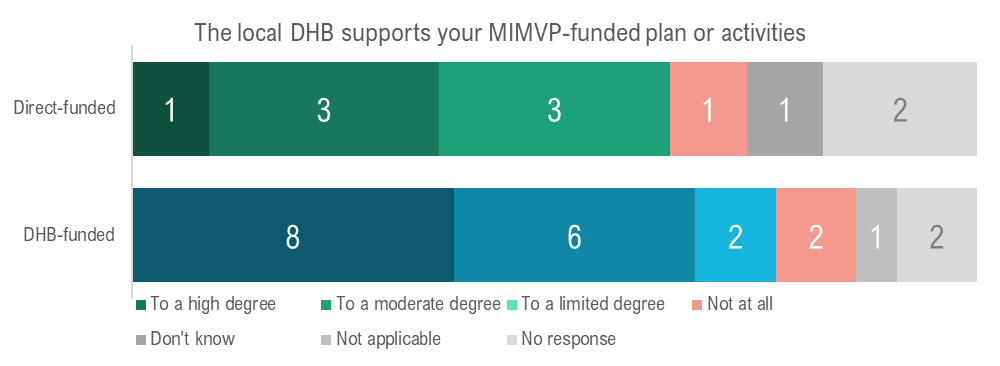 The local DHB supports your MIMVP-funded plan or activities
Direct-funded
1 3 3 1 1 2
DHB-funded
8 6 2 2 1 2
To a high degree To a moderate degree To a limited degree Not at all
Don't know Not applicable No response